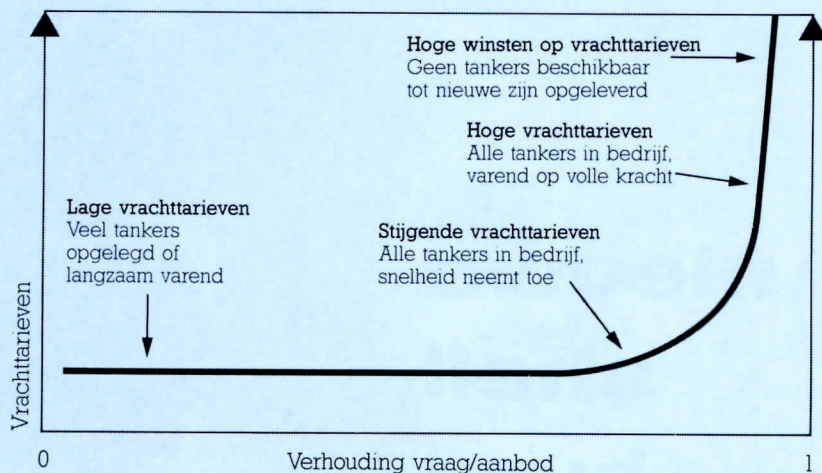 Hoge winsten op vrachttarieven
Geen tankers beschikbaar
tot nieuwe zijn opgeleverd
Hoge vrachttarieven
Alle tankers in bedrijf,
varend op volle kracht
Lage vrachttarieven
Veel tankers
opgelegd of
langzaam varend
Stijgende vrachttarieven
Alle tankers in bedrijf,
snelheid neemt toe
Vrachttarieven
0
Verhouding vraag/aanbod
1